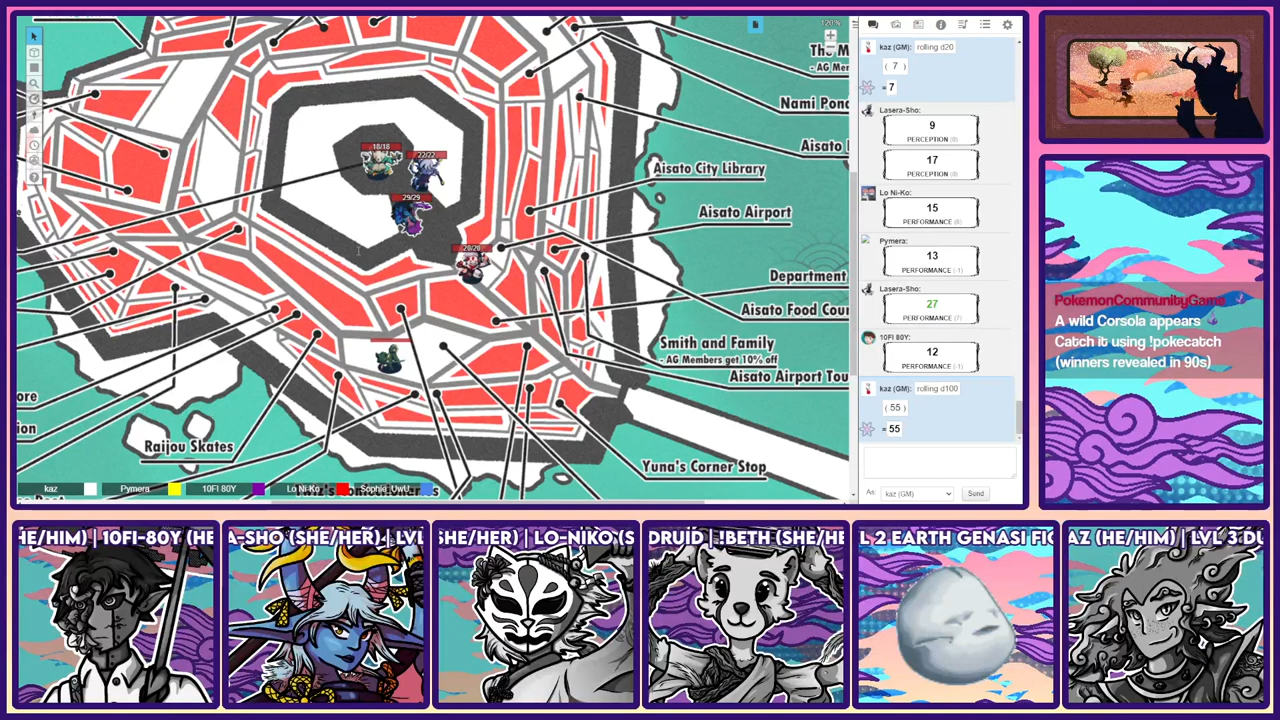 120%
The M
- AG Mem
Nami Pond
Aisato
Aisato City Library
Aisato Airport
Department
Aisato Food Cour
Smith and Family
- AG Members get 10% off
Aisato Airport Tou
Yuna's Corner Stop
Raijou Skates
ore
ion
18/18
22/22
29/29
20/20
kaz
Pymera
10FI 80Y
Lo Ni-Ko
Sophie UwU
kaz (GM): rolling d20
( 7 )
= 7
Lasera-Sho:
9
PERCEPTION (0)
17
PERCEPTION (0)
Lo Ni-Ko:
15
PERFORMANCE (6)
Pymera:
13
PERFORMANCE (-1)
Lasera-Sho:
27
PERFORMANCE (7)
10FI 80Y:
12
PERFORMANCE (-1)
kaz (GM): rolling d100
( 55 )
= 55
As: kaz (GM) Send
PokemonCommunityGame
A wild Corsola appears
Catch it using !pokecatch
(winners revealed in 90s)
HE/HIM) | 10FI-80Y (HE
A-SHO (SHE/HER) | LVL
SHE/HER) | LO-NIKO (S
DRUID | !BETH (SHE/HE
L 2 EARTH GENASI FIG
AZ (HE/HIM) | LVL 3 DU